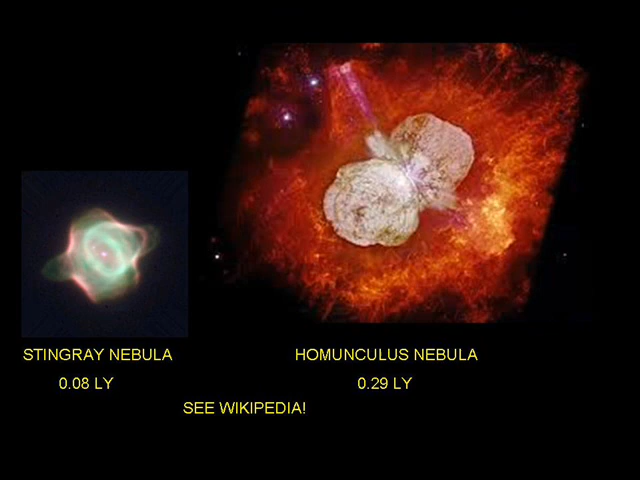 STINGRAY NEBULA
HOMUNCULUS NEBULA
0.08 LY
0.29 LY
SEE WIKIPEDIA!